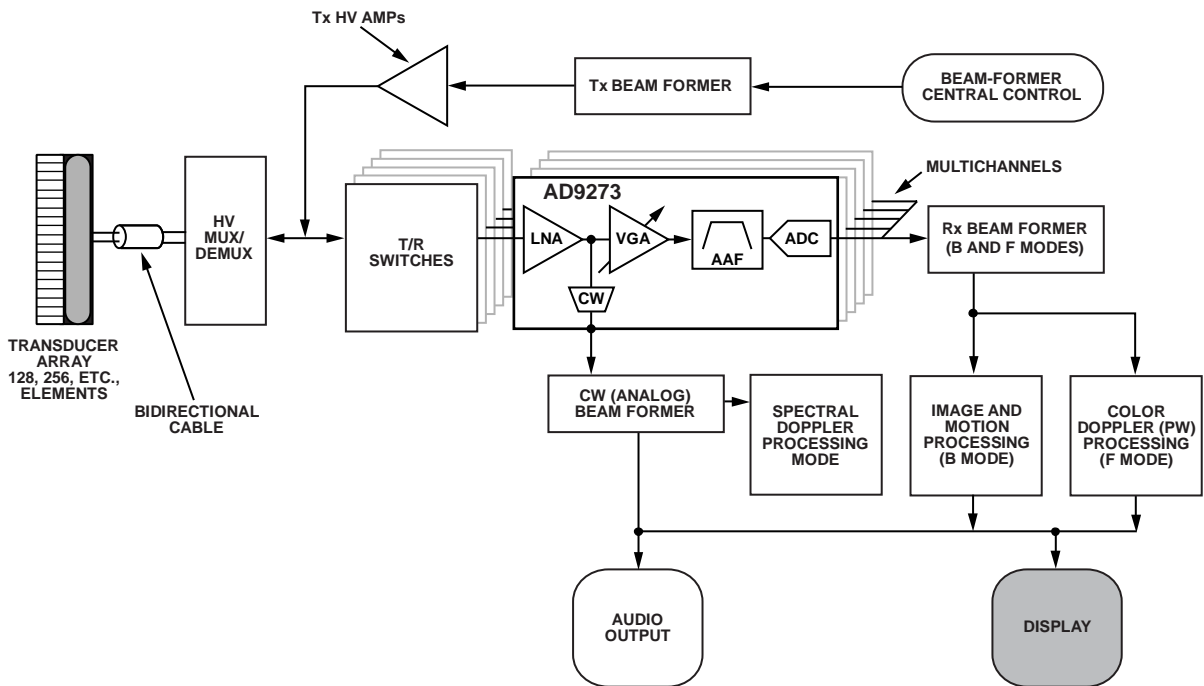 Tx HV AMPs
Tx BEAM FORMER
BEAM-FORMER
CENTRAL CONTROL
MULTICHANNELS
AD9273
HV
MUX/
DEMUX
T/R
SWITCHES
LNA
VGA
AAF
ADC
CW
Rx BEAM FORMER
(B AND F MODES)
TRANSDUCER
ARRAY
128, 256, ETC.,
ELEMENTS
BIDIRECTIONAL
CABLE
CW (ANALOG)
BEAM FORMER
SPECTRAL
DOPPLER
PROCESSING
MODE
IMAGE AND
MOTION
PROCESSING
(B MODE)
COLOR
DOPPLER (PW)
PROCESSING
(F MODE)
AUDIO
OUTPUT
DISPLAY